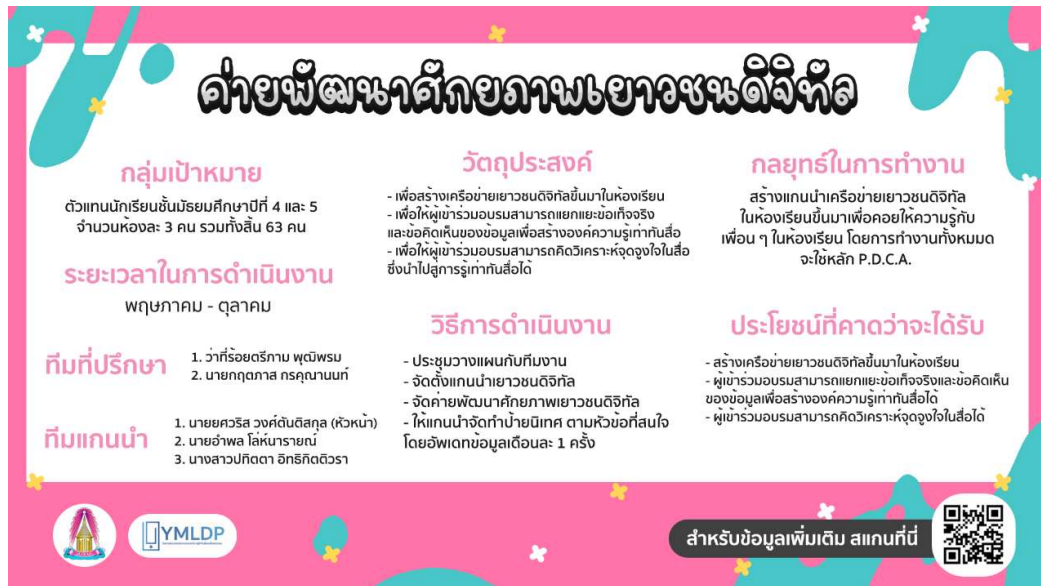 ค่ายพัฒนาศักยภาพเยาวชนดิจิทัล
กลุ่มเป้าหมาย
ตัวแทนนักเรียนชั้นมัธยมศึกษาปีที่ 4 และ 5
จำนวนห้องละ 3 คน รวมทั้งสิ้น 63 คน
ระยะเวลาในการดำเนินงาน
พฤษภาคม - ตุลาคม
ทีมที่ปรึกษา
1. ว่าที่ร้อยตรีภาม พุฒิพรม
2. นายกฤตภาส กรคุณานนท์
ทีมแกนนำ
1. นายยศวริส วงศ์ตันติสกุล (หัวหน้า)
2. นายอำพล โล่ห์นารายณ์
3. นางสาวปทิตตา อิทธิกิตติวรา
วัตถุประสงค์
- เพื่อสร้างเครือข่ายเยาวชนดิจิทัลขึ้นมาในห้องเรียน
- เพื่อให้ผู้เข้าร่วมอบรมสามารถแยกแยะข้อเท็จจริง
และข้อคิดเห็นของข้อมูลเพื่อสร้างองค์ความรู้เท่าทันสื่อ
- เพื่อให้ผู้เข้าร่วมอบรมสามารถคิดวิเคราะห์จุดจูงใจในสื่อ
ซึ่งนำไปสู่การรู้เท่าทันสื่อได้
วิธีการดำเนินงาน
- ประชุมวางแผนกับทีมงาน
- จัดตั้งแกนนำเยาวชนดิจิทัล
- จัดค่ายพัฒนาศักยภาพเยาวชนดิจิทัล
- ให้แกนนำจัดทำป้ายนิเทศ ตามหัวข้อที่สนใจ
โดยอัพเดทข้อมูลเดือนละ 1 ครั้ง
กลยุทธ์ในการทำงาน
สร้างแกนนำเครือข่ายเยาวชนดิจิทัล
ในห้องเรียนขึ้นมาเพื่อคอยให้ความรู้กับ
เพื่อน ๆ ในห้องเรียน โดยการทำงานทั้งหมมด
จะใช้หลัก P.D.C.A.
ประโยชน์ที่คาดว่าจะได้รับ
- สร้างเครือข่ายเยาวชนดิจิทัลขึ้นมาในห้องเรียน
- ผู้เข้าร่วมอบรมสามารถแยกแยะข้อเท็จจริงและข้อคิดเห็น
ของข้อมูลเพื่อสร้างองค์ความรู้เท่าทันสื่อได้
- ผู้เข้าร่วมอบรมสามารถคิดวิเคราะห์จุดจูงใจในสื่อได้
YMLDP
สำหรับข้อมูลเพิ่มเติม สแกนที่นี่